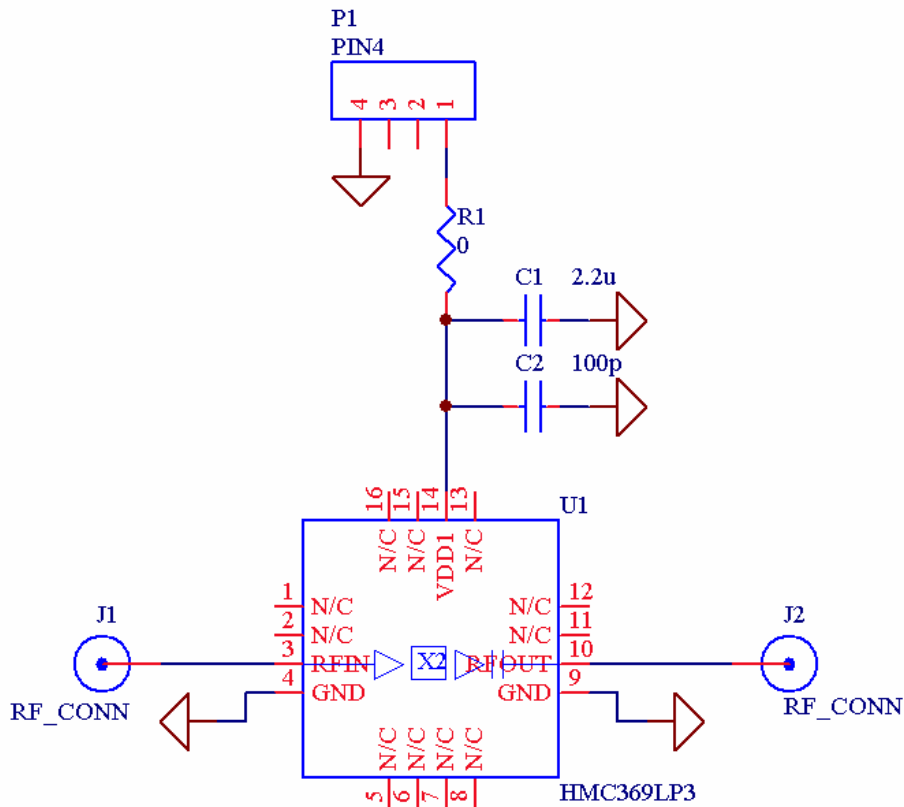 P1
PIN4
4 3 2 1
R1
0
C1 2.2u
C2 100p
16 15 14 13
U1
N/C N/C VDD1 N/C
1 N/C N/C 12
2 N/C N/C 11
J1 J2
3 RFIN X2 RFOUT 10
4 GND GND 9
RF_CONN RF_CONN
N/C N/C N/C N/C
5 6 7 8
HMC369LP3